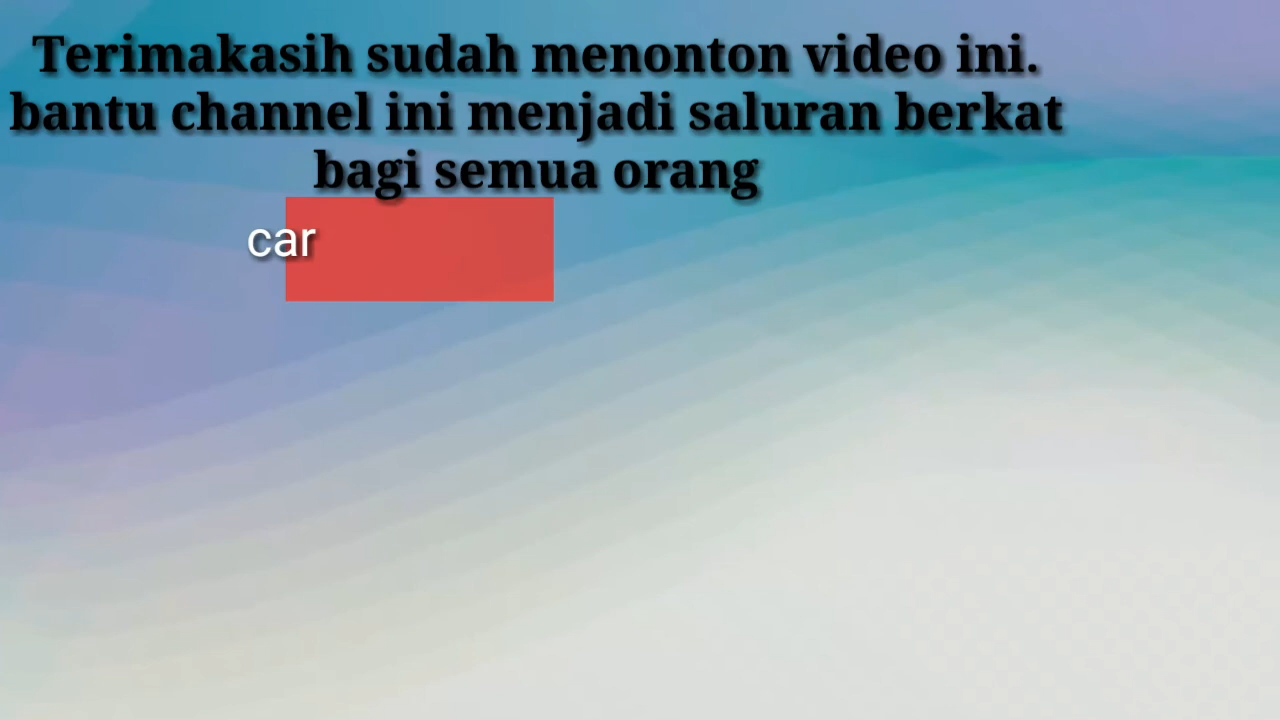 Terimakasih sudah menonton video ini.
bantu channel ini menjadi saluran berkat
bagi semua orang
car